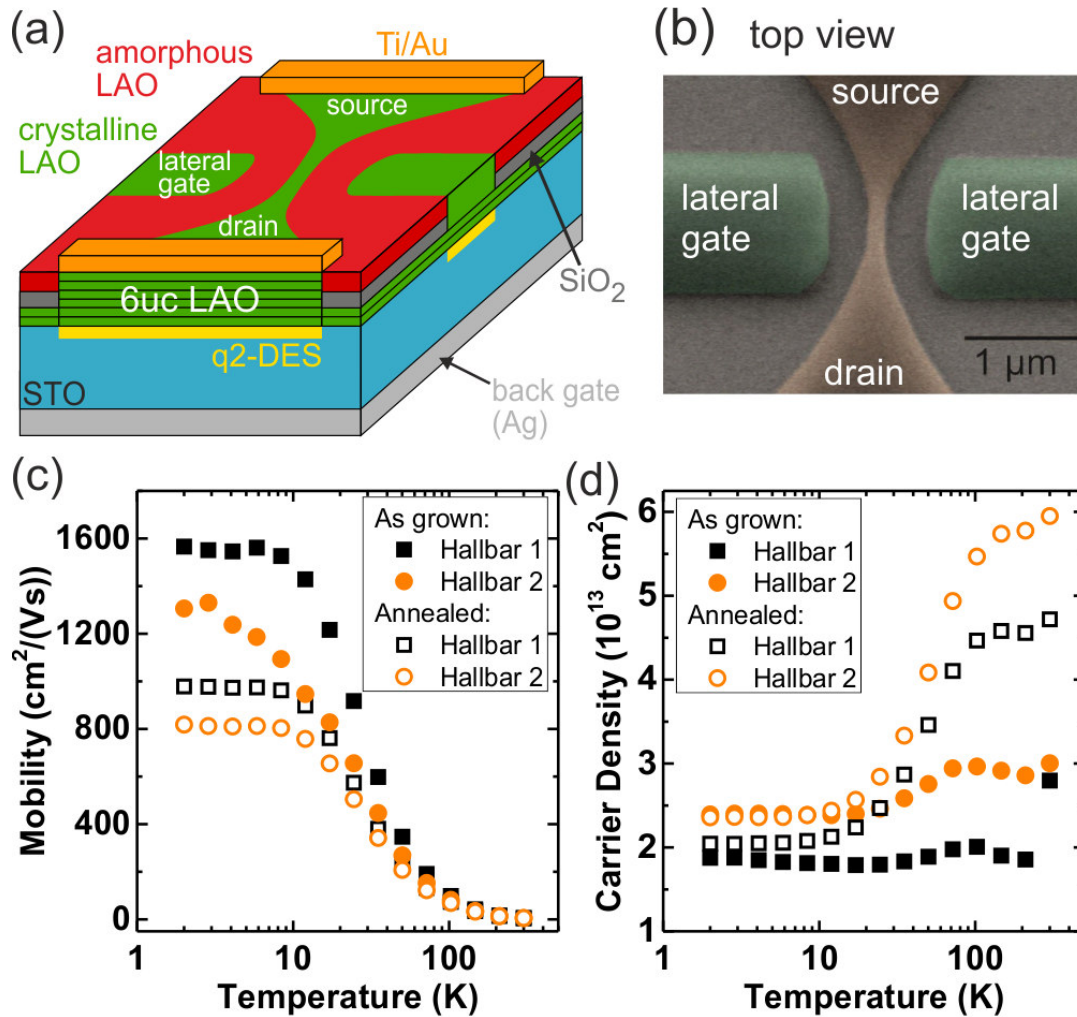 (a)
amorphous
LAO
Ti/Au
source
crystalline
LAO
lateral
gate
drain
6uc LAO
SiO2
q2-DES
STO
back gate
(Ag)
(b)
top view
source
lateral
gate
lateral
gate
drain
1 µm
(c)
Mobility (cm²/(Vs))
1600
1200
800
400
0
As grown:
Hallbar 1
Hallbar 2
Annealed:
Hallbar 1
Hallbar 2
1 10 100
Temperature (K)
(d)
Carrier Density (10¹³ cm²)
6
5
4
3
2
1
As grown:
Hallbar 1
Hallbar 2
Annealed:
Hallbar 1
Hallbar 2
1 10 100
Temperature (K)